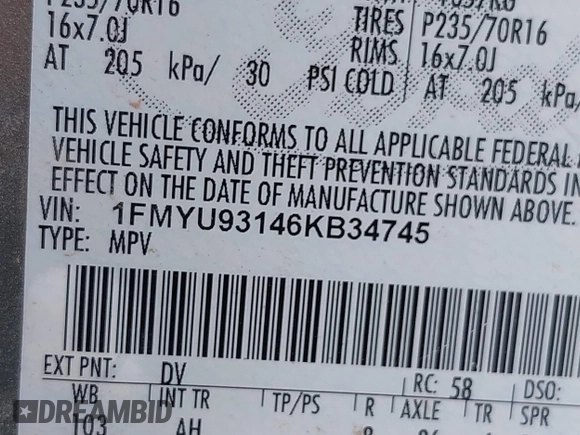 P235/70R16
16x7.0J
AT 205 kPa/ 30 PSI COLD
TIRES P235/70R16
RIMS 16x7.0J
AT 205 kPa
THIS VEHICLE CONFORMS TO ALL APPLICABLE FEDERAL
VEHICLE SAFETY AND THEFT PREVENTION STANDARDS IN
EFFECT ON THE DATE OF MANUFACTURE SHOWN ABOVE.
VIN: 1FMYU93146KB34745
TYPE: MPV
EXT PNT: DV RC: 58 DSO:
WB INT TR TP/PS R AXLE TR SPR
103 AH 8
DREAMBID